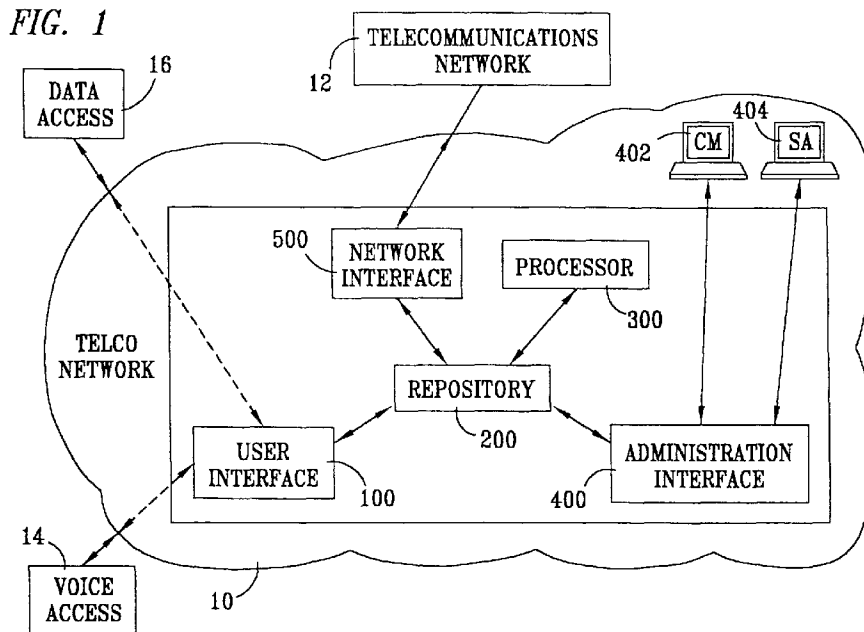 FIG. 1
TELECOMMUNICATIONS
NETWORK
12
16
DATA
ACCESS
404
402
CM
SA
500
NETWORK
INTERFACE
PROCESSOR
300
TELCO
NETWORK
REPOSITORY
200
USER
INTERFACE
100
ADMINISTRATION
INTERFACE
400
14
VOICE
ACCESS
10